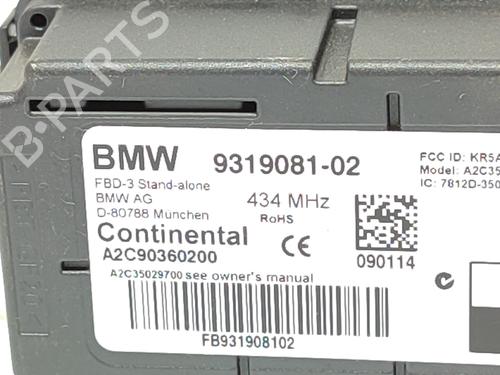 BMW 9319081-02
FCC ID: KR5A
Model: A2C35
IC: 7812D-350
FBD-3 Stand-alone
BMW AG
D-80788 München
434 MHz
RoHS
Continental CE
A2C90360200
090114
A2C35029700 see owner's manual
FB931908102
B-PARTS